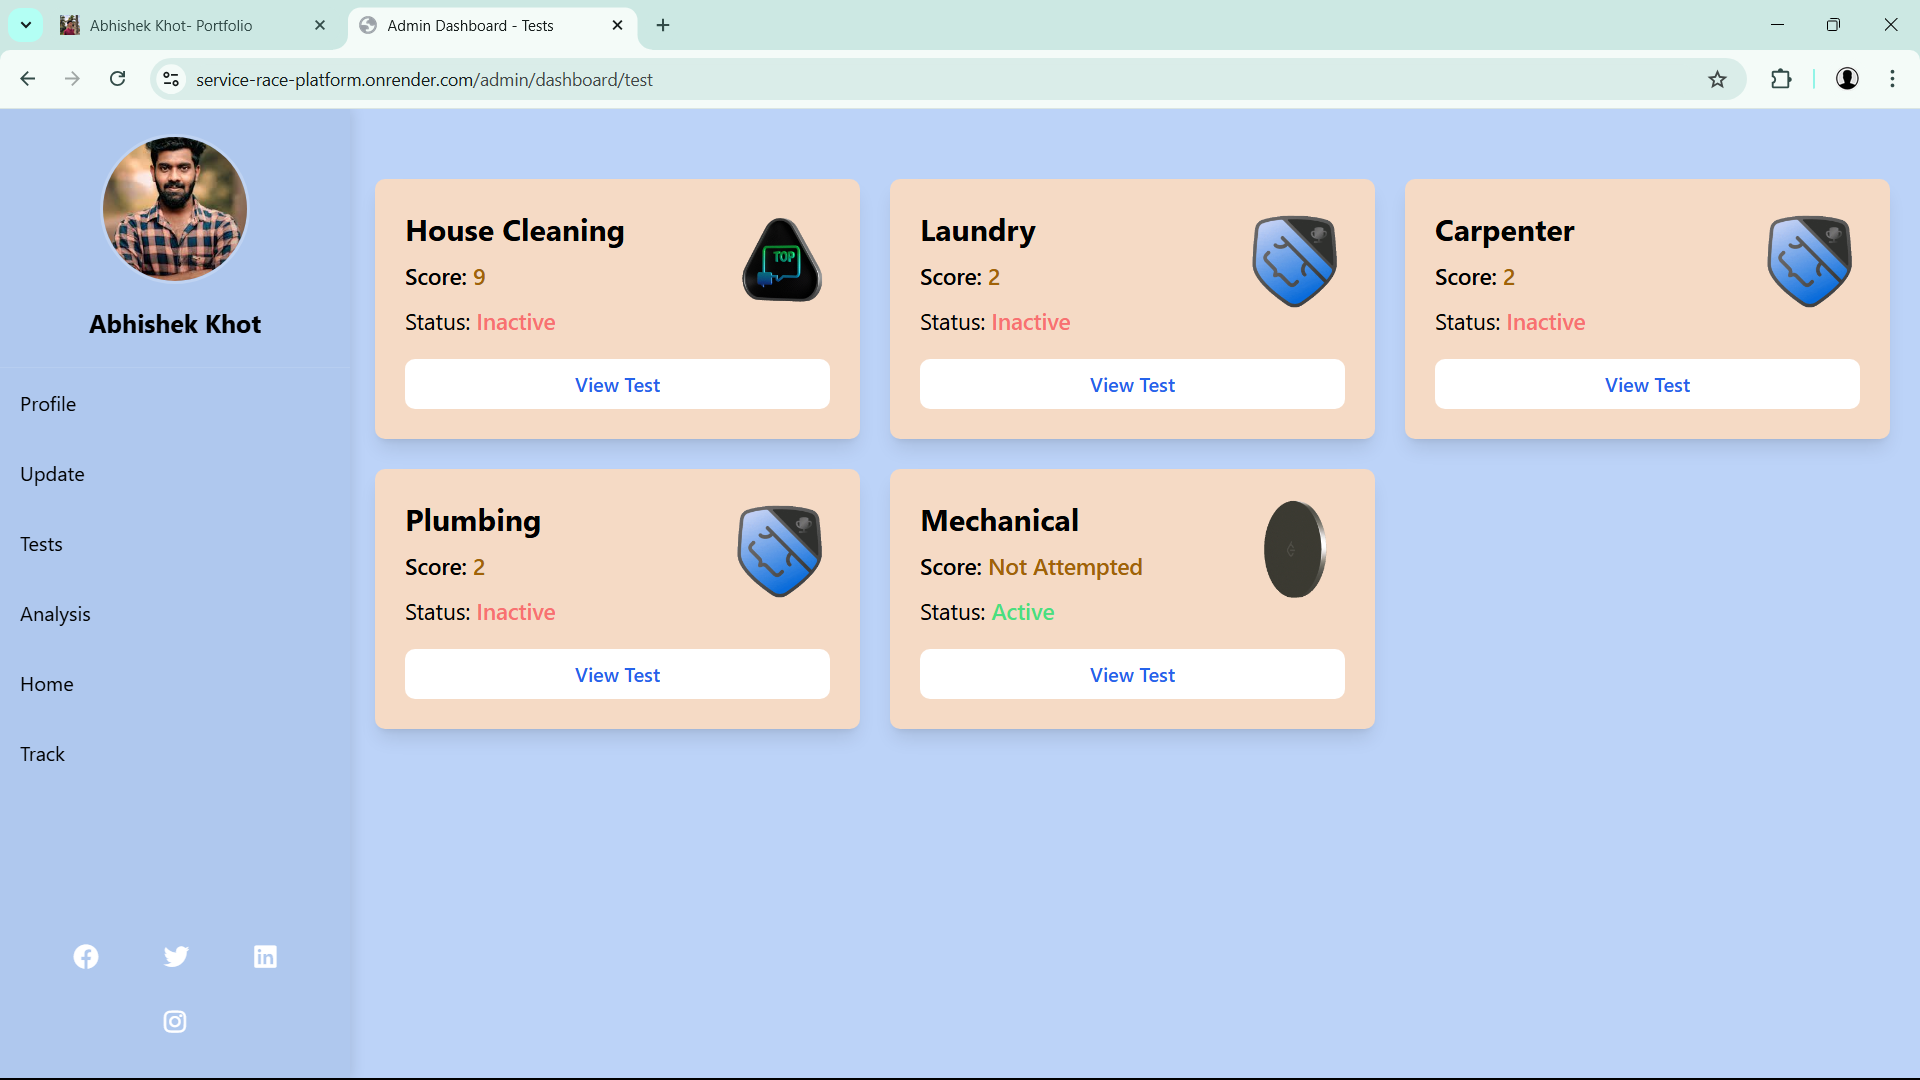 Abhishek Khot- Portfolio
Admin Dashboard - Tests
service-race-platform.onrender.com/admin/dashboard/test
Abhishek Khot
Profile
Update
Tests
Analysis
Home
Track
House Cleaning
Score: 9
Status: Inactive
View Test
TOP
Laundry
Score: 2
Status: Inactive
View Test
Carpenter
Score: 2
Status: Inactive
View Test
Plumbing
Score: 2
Status: Inactive
View Test
Mechanical
Score: Not Attempted
Status: Active
View Test